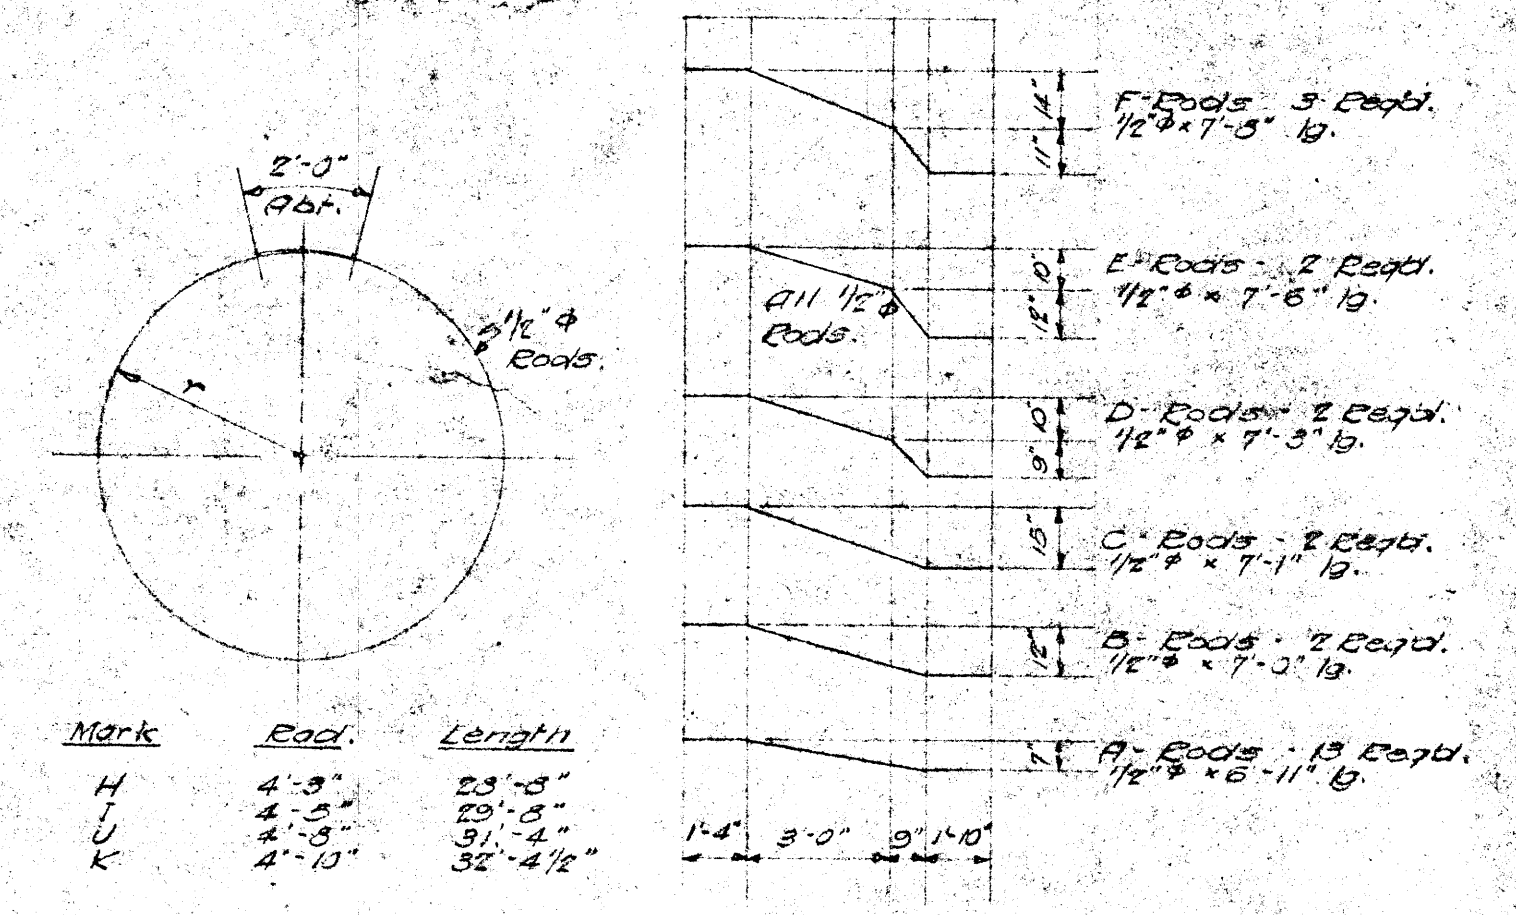 2'-0"
Abt.
1/2" φ
Rods.
r
Mark Rad. Length
H 4'-3" 28'-8"
I 4'-5" 29'-8"
J 4'-8" 31'-4"
K 4'-10" 32'-4 1/2"
14"
11"
F-Rods 3 Reqd.
1/2" φ x 7'-8" lg.
10"
12"
E-Rods - 2 Reqd.
1/2" φ x 7'-6" lg.
All 1/2" φ
Rods.
10"
9"
D-Rods - 2 Reqd.
1/2" φ x 7'-3" lg.
15"
C-Rods - 2 Reqd.
1/2" φ x 7'-1" lg.
12"
B-Rods - 2 Reqd.
1/2" φ x 7'-0" lg.
7"
A-Rods - 13 Reqd.
1/2" φ x 6'-11" lg.
1'-4" 3'-0" 9" 1'-10"